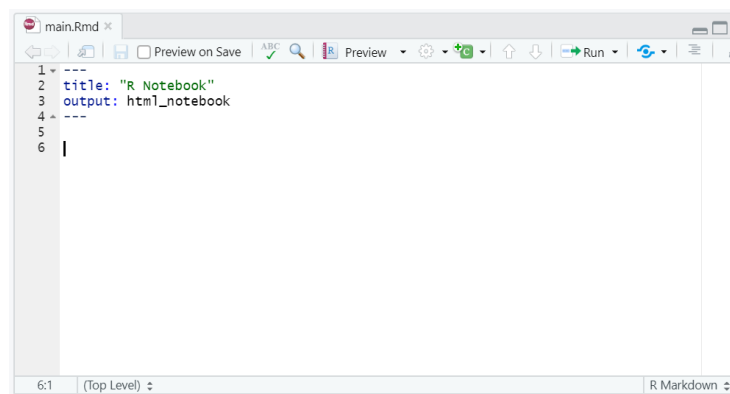 main.Rmd
Preview on Save ABC R Preview C Run
1 ---
2 title: "R Notebook"
3 output: html_notebook
4 ---
5
6
6:1 (Top Level) R Markdown